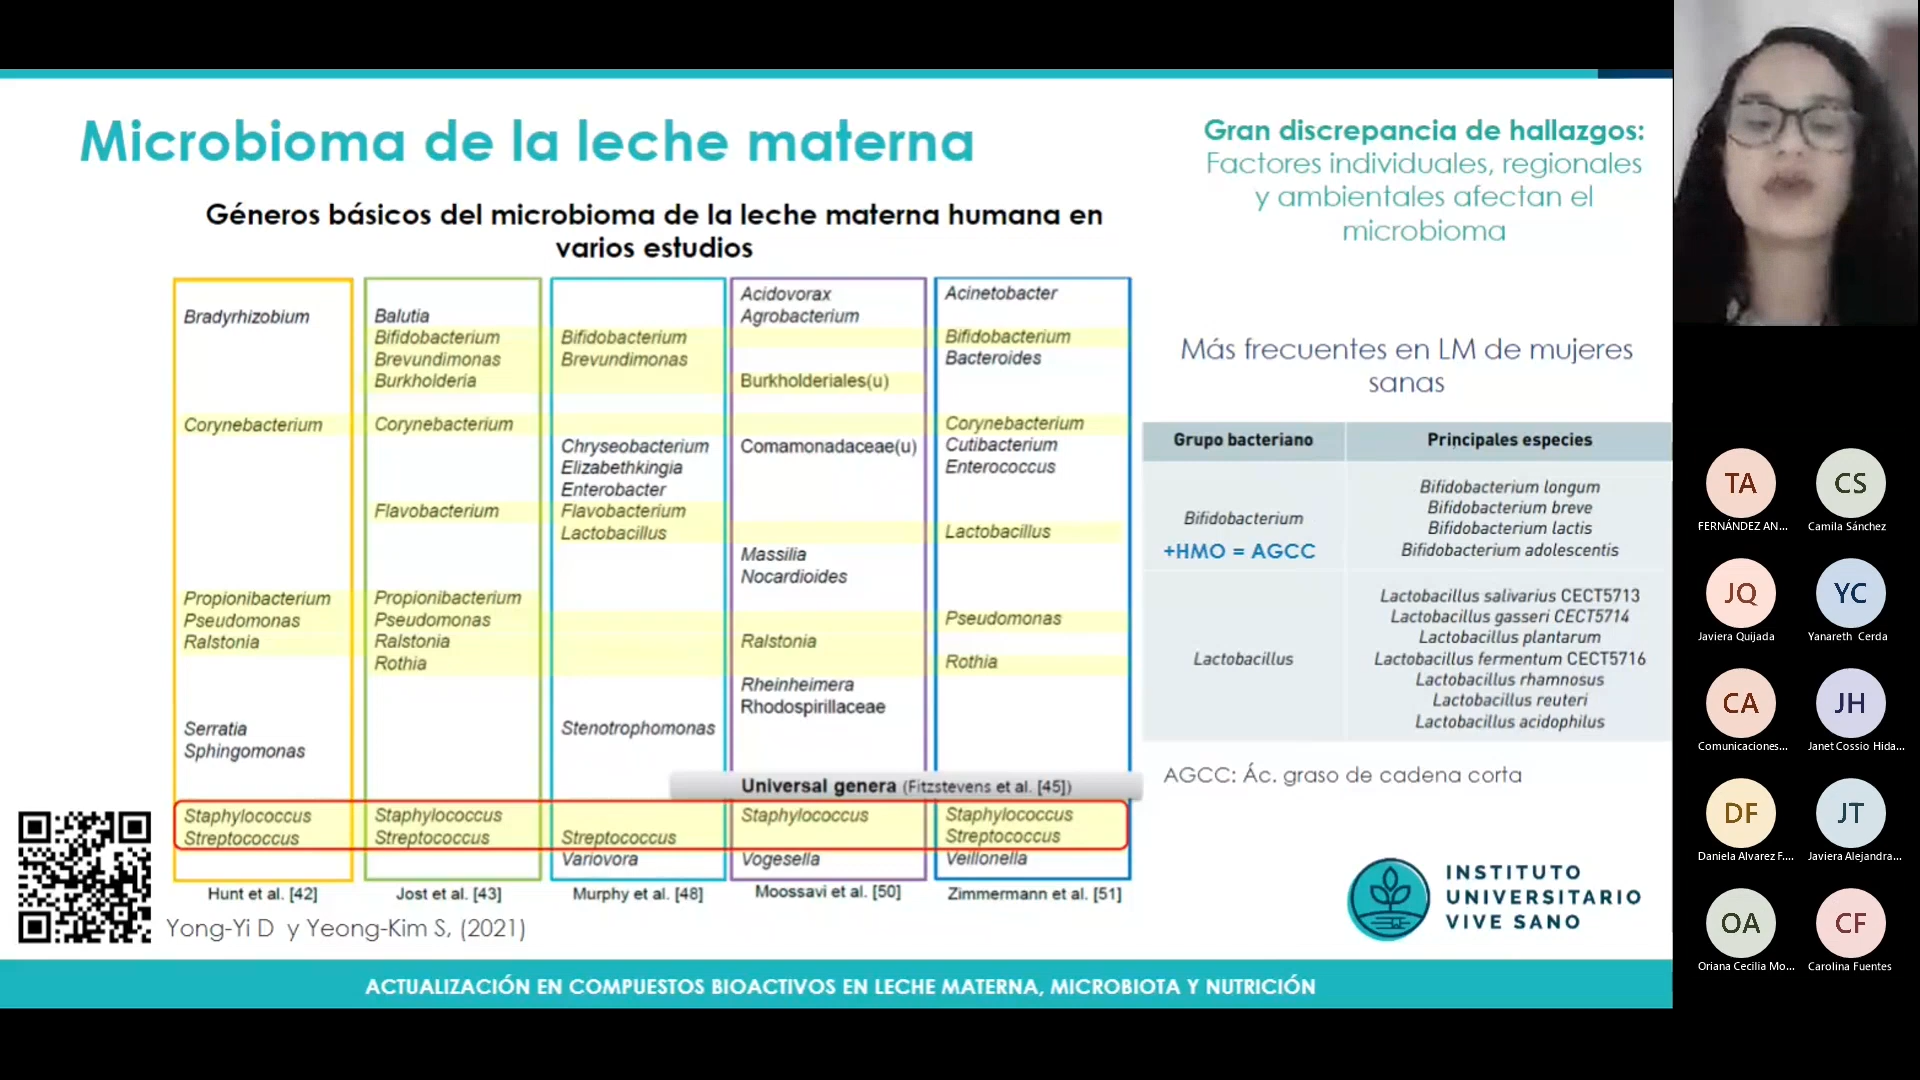 Microbioma de la leche materna
Géneros básicos del microbioma de la leche materna humana en
varios estudios
Bradyrhizobium
Corynebacterium
Propionibacterium
Pseudomonas
Ralstonia
Serratia
Sphingomonas
Staphylococcus
Streptococcus
Hunt et al. [42]
Balutia
Bifidobacterium
Brevundimonas
Burkholderia
Corynebacterium
Flavobacterium
Propionibacterium
Pseudomonas
Ralstonia
Rothia
Staphylococcus
Streptococcus
Jost et al. [43]
Bifidobacterium
Brevundimonas
Chryseobacterium
Elizabethkingia
Enterobacter
Flavobacterium
Lactobacillus
Stenotrophomonas
Streptococcus
Variovora
Murphy et al. [48]
Acidovorax
Agrobacterium
Burkholderiales(u)
Comamonadaceae(u)
Massilia
Nocardioides
Ralstonia
Rheinheimera
Rhodospirillaceae
Universal genera (Fitzstevens et al. [45])
Staphylococcus
Vogesella
Moossavi et al. [50]
Acinetobacter
Bifidobacterium
Bacteroides
Corynebacterium
Cutibacterium
Enterococcus
Lactobacillus
Pseudomonas
Rothia
Staphylococcus
Streptococcus
Veillonella
Zimmermann et al. [51]
Yong-Yi D y Yeong-Kim S, (2021)
Gran discrepancia de hallazgos:
Factores individuales, regionales
y ambientales afectan el
microbioma
Más frecuentes en LM de mujeres
sanas
Grupo bacteriano
Principales especies
Bifidobacterium
+HMO = AGCC
Bifidobacterium longum
Bifidobacterium breve
Bifidobacterium lactis
Bifidobacterium adolescentis
Lactobacillus
Lactobacillus salivarius CECT5713
Lactobacillus gasseri CECT5714
Lactobacillus plantarum
Lactobacillus fermentum CECT5716
Lactobacillus rhamnosus
Lactobacillus reuteri
Lactobacillus acidophilus
AGCC: Ác. graso de cadena corta
INSTITUTO
UNIVERSITARIO
VIVE SANO
ACTUALIZACIÓN EN COMPUESTOS BIOACTIVOS EN LECHE MATERNA, MICROBIOTA Y NUTRICIÓN
TA
FERNÁNDEZ AN...
CS
Camila Sánchez
JQ
Javiera Quijada
YC
Yanareth Cerda
CA
Comunicaciones...
JH
Janet Cossio Hida...
DF
Daniela Alvarez F....
JT
Javiera Alejandra...
OA
Oriana Cecilia Mo...
CF
Carolina Fuentes